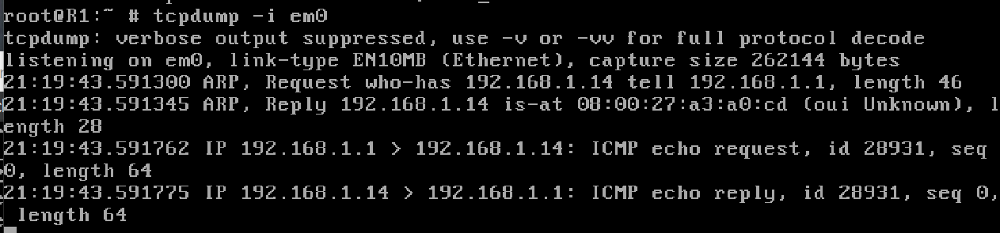 root@R1:~ # tcpdump -i em0
tcpdump: verbose output suppressed, use -v or -vv for full protocol decode
listening on em0, link-type EN10MB (Ethernet), capture size 262144 bytes
21:19:43.591300 ARP, Request who-has 192.168.1.14 tell 192.168.1.1, length 46
21:19:43.591345 ARP, Reply 192.168.1.14 is-at 08:00:27:a3:a0:cd (oui Unknown), l
ength 28
21:19:43.591762 IP 192.168.1.1 > 192.168.1.14: ICMP echo request, id 28931, seq
0, length 64
21:19:43.591775 IP 192.168.1.14 > 192.168.1.1: ICMP echo reply, id 28931, seq 0,
 length 64